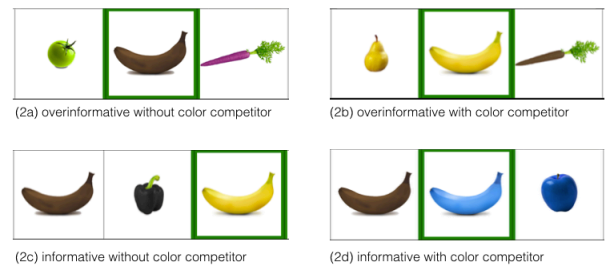 (2a) overinformative without color competitor
(2b) overinformative with color competitor
(2c) informative without color competitor
(2d) informative with color competitor